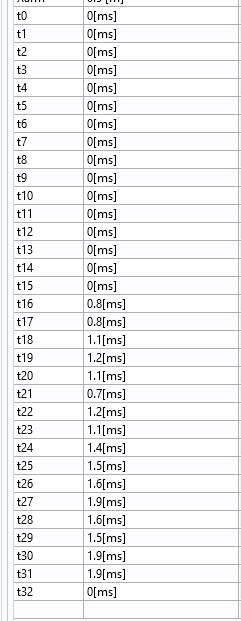 t0 0[ms]
t1 0[ms]
t2 0[ms]
t3 0[ms]
t4 0[ms]
t5 0[ms]
t6 0[ms]
t7 0[ms]
t8 0[ms]
t9 0[ms]
t10 0[ms]
t11 0[ms]
t12 0[ms]
t13 0[ms]
t14 0[ms]
t15 0[ms]
t16 0.8[ms]
t17 0.8[ms]
t18 1.1[ms]
t19 1.2[ms]
t20 1.1[ms]
t21 0.7[ms]
t22 1.2[ms]
t23 1.1[ms]
t24 1.4[ms]
t25 1.5[ms]
t26 1.6[ms]
t27 1.9[ms]
t28 1.6[ms]
t29 1.5[ms]
t30 1.9[ms]
t31 1.9[ms]
t32 0[ms]